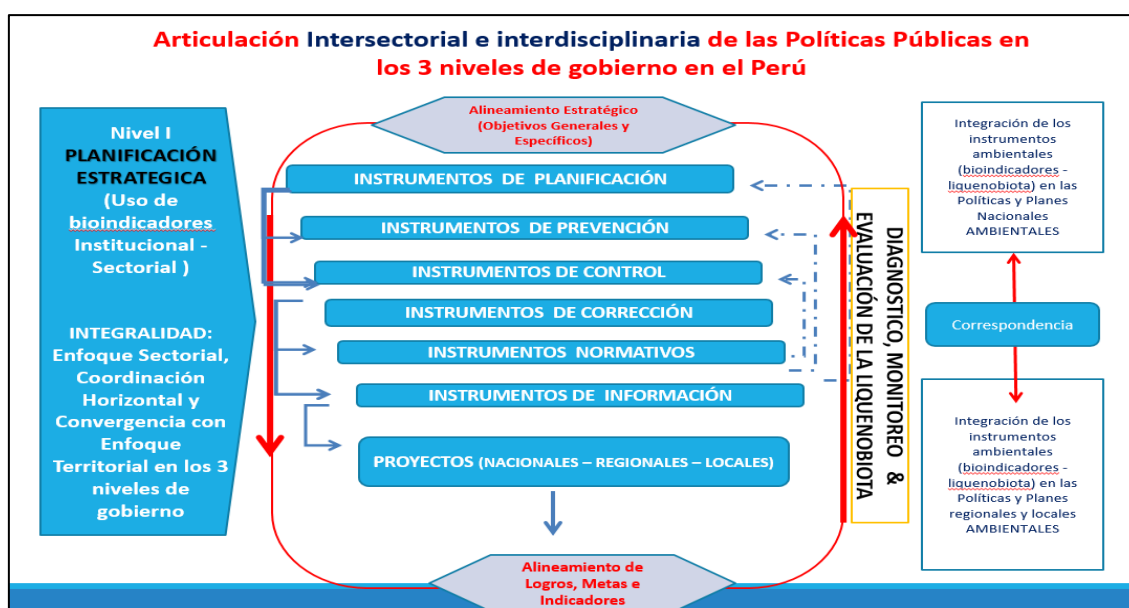 Articulación Intersectorial e interdisciplinaria de las Políticas Públicas en
los 3 niveles de gobierno en el Perú
Nivel I
PLANIFICACIÓN
ESTRATEGICA
(Uso de
bioindicadores
Institucional -
Sectorial )
INTEGRALIDAD:
Enfoque Sectorial,
Coordinación
Horizontal y
Convergencia con
Enfoque
Territorial en los 3
niveles de
gobierno
Alineamiento Estratégico
(Objetivos Generales y
Específicos)
INSTRUMENTOS DE PLANIFICACIÓN
INSTRUMENTOS DE PREVENCIÓN
INSTRUMENTOS DE CONTROL
INSTRUMENTOS DE CORRECCIÓN
INSTRUMENTOS NORMATIVOS
INSTRUMENTOS DE INFORMACIÓN
PROYECTOS (NACIONALES – REGIONALES – LOCALES)
Alineamiento de
Logros, Metas e
Indicadores
DIAGNOSTICO, MONITOREO &
EVALUACIÓN DE LA LIQUENOBIOTA
Integración de los
instrumentos
ambientales
(bioindicadores -
liquenobiota) en las
Políticas y Planes
Nacionales
AMBIENTALES
Correspondencia
Integración de los
instrumentos
ambientales
(bioindicadores -
liquenobiota) en las
Políticas y Planes
regionales y locales
AMBIENTALES